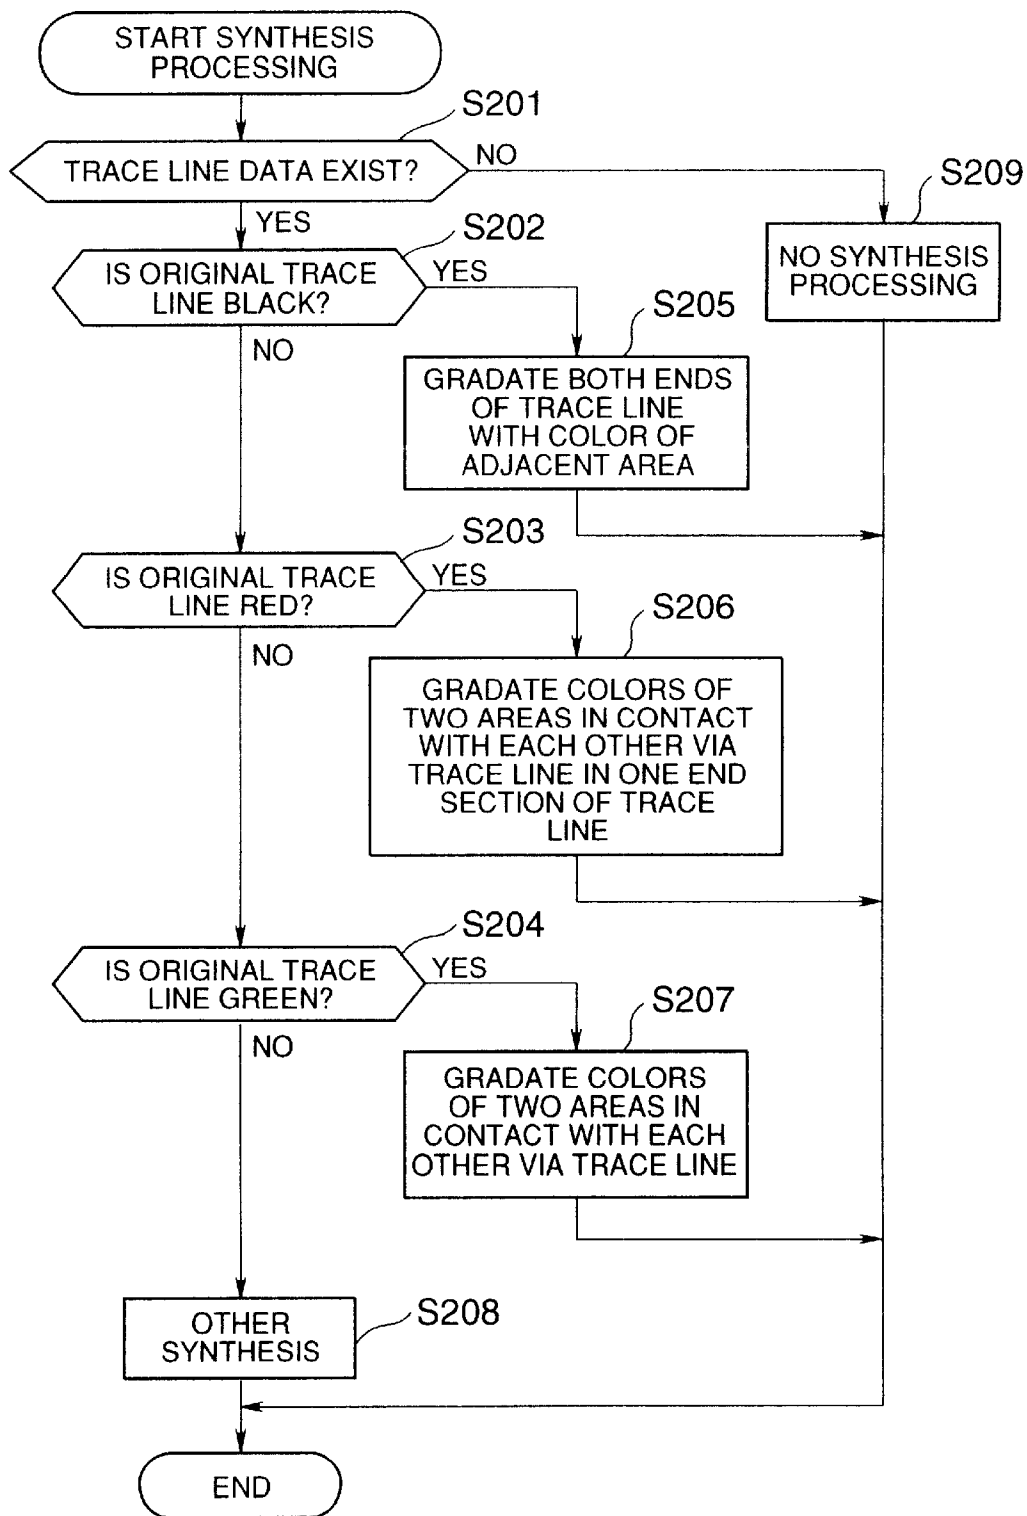 START SYNTHESIS
PROCESSING
S201
TRACE LINE DATA EXIST?
NO
S209
YES
S202
NO SYNTHESIS
PROCESSING
IS ORIGINAL TRACE
LINE BLACK?
YES
S205
NO
GRADATE BOTH ENDS
OF TRACE LINE
WITH COLOR OF
ADJACENT AREA
S203
IS ORIGINAL TRACE
LINE RED?
YES
S206
NO
GRADATE COLORS OF
TWO AREAS IN CONTACT
WITH EACH OTHER VIA
TRACE LINE IN ONE END
SECTION OF TRACE
LINE
S204
IS ORIGINAL TRACE
LINE GREEN?
YES
S207
NO
GRADATE COLORS
OF TWO AREAS IN
CONTACT WITH EACH
OTHER VIA TRACE LINE
OTHER
SYNTHESIS
S208
END